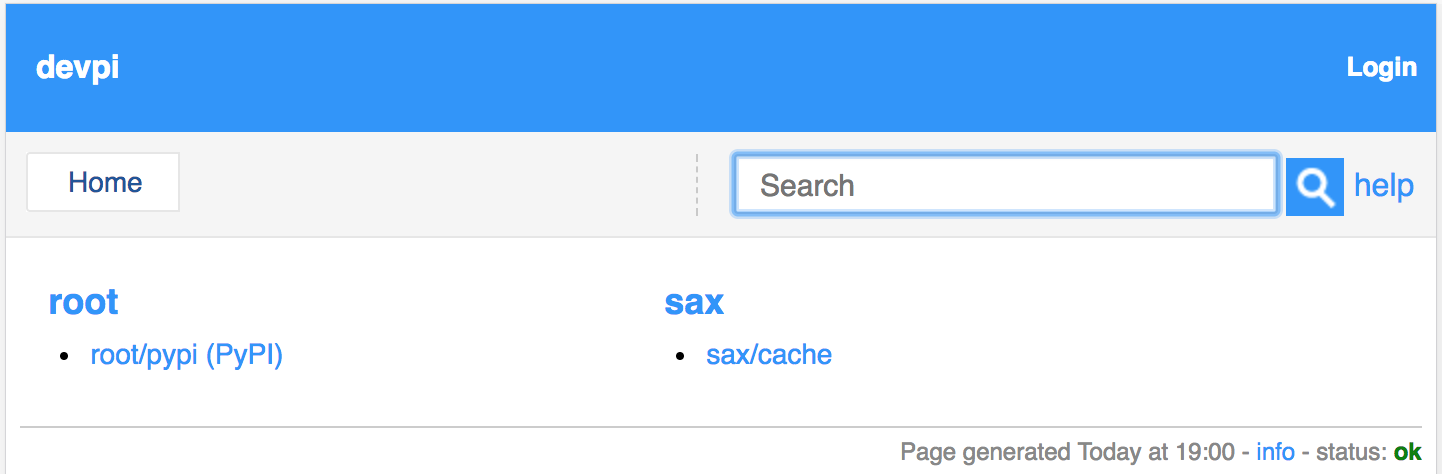 devpi
Login
Home
Search
help
root
root/pypi (PyPI)
sax
sax/cache
Page generated Today at 19:00 - info - status: ok